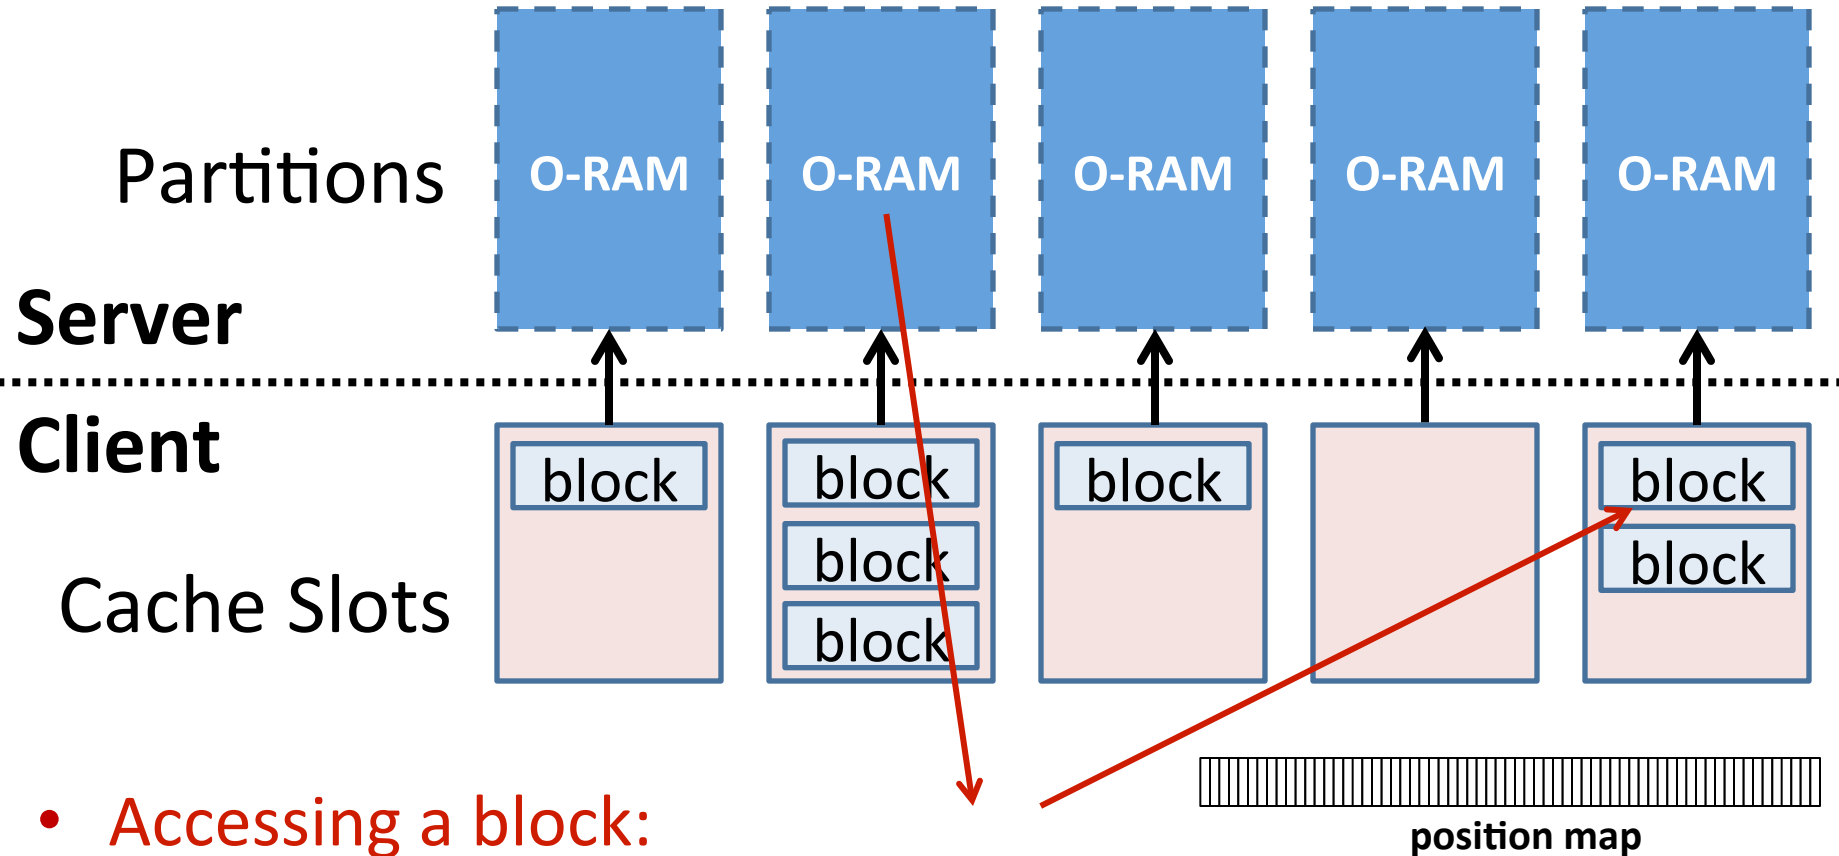 Partitions
O-RAM O-RAM O-RAM O-RAM O-RAM
Server
Client
block block block block
block block
Cache Slots
block
• Accessing a block:
position map